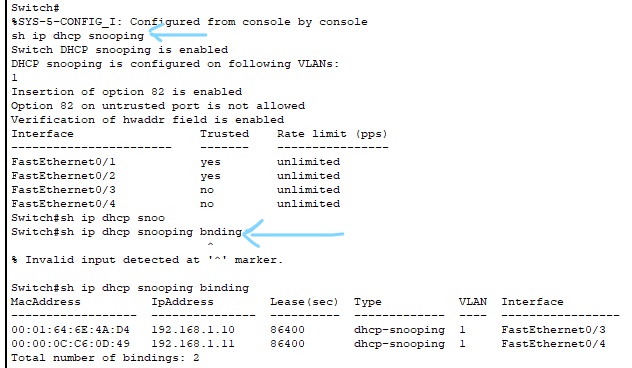 Switch#
%SYS-5-CONFIG_I: Configured from console by console
sh ip dhcp snooping
Switch DHCP snooping is enabled
DHCP snooping is configured on following VLANs:
1
Insertion of option 82 is enabled
Option 82 on untrusted port is not allowed
Verification of hwaddr field is enabled
Interface Trusted Rate limit (pps)
----------------------- ------- ----------------
FastEthernet0/1 yes unlimited
FastEthernet0/2 yes unlimited
FastEthernet0/3 no unlimited
FastEthernet0/4 no unlimited
Switch#sh ip dhcp snoo
Switch#sh ip dhcp snooping bnding
^
% Invalid input detected at '^' marker.
Switch#sh ip dhcp snooping binding
MacAddress IpAddress Lease(sec) Type VLAN Interface
------------------ --------------- ---------- ------------- ---- -----------------
00:01:64:6E:4A:D4 192.168.1.10 86400 dhcp-snooping 1 FastEthernet0/3
00:00:0C:C6:0D:49 192.168.1.11 86400 dhcp-snooping 1 FastEthernet0/4
Total number of bindings: 2